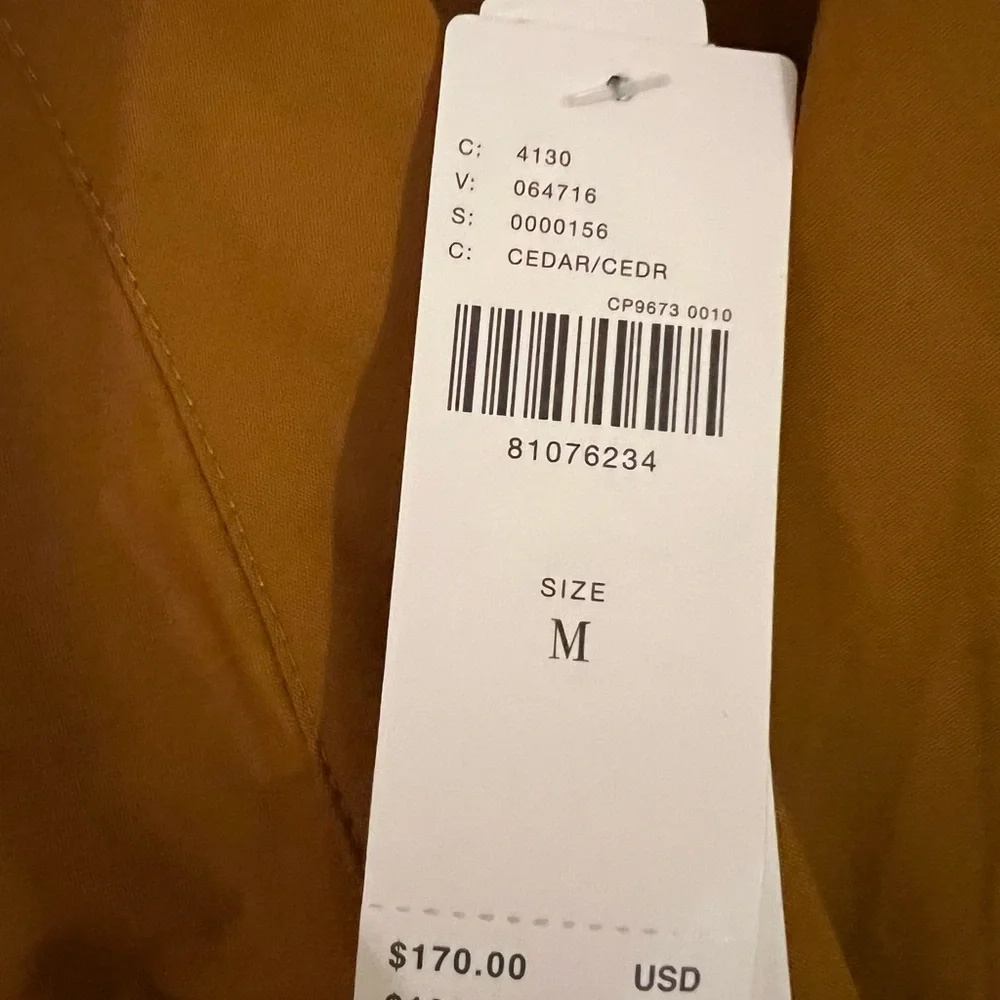 C: 4130
V: 064716
S: 0000156
C: CEDAR/CEDR
CP9673 0010
81076234
SIZE
M
$170.00 USD